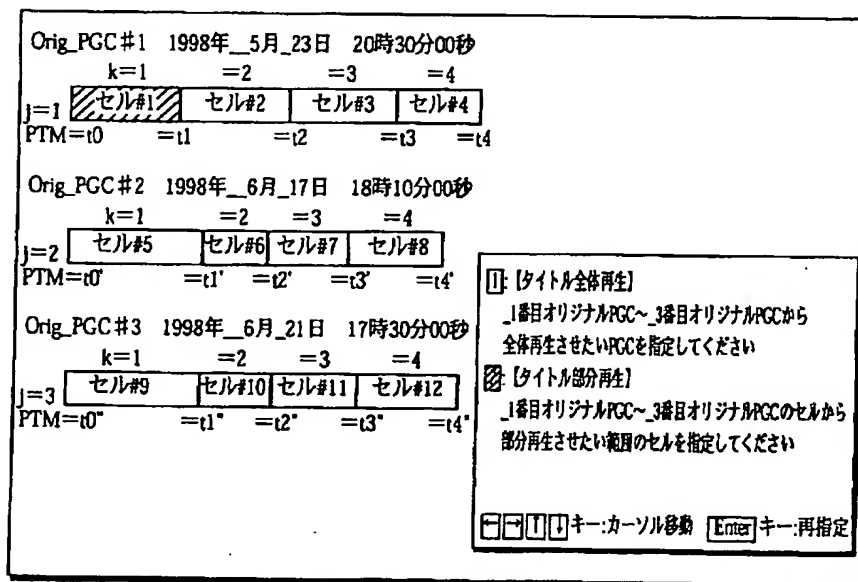 Orig_PGC#1 1998年__5月_23日 20時30分00秒
k=1 =2 =3 =4
j=1 セル#1 セル#2 セル#3 セル#4
PTM=t0 =t1 =t2 =t3 =t4
Orig_PGC#2 1998年__6月_17日 18時10分00秒
k=1 =2 =3 =4
j=2 セル#5 セル#6 セル#7 セル#8
PTM=t0' =t1' =t2' =t3' =t4'
Orig_PGC#3 1998年__6月_21日 17時30分00秒
k=1 =2 =3 =4
j=3 セル#9 セル#10 セル#11 セル#12
PTM=t0" =t1" =t2" =t3" =t4"
: 【タイトル全体再生】
_1番目オリジナルPGC~_3番目オリジナルPGCから
全体再生させたいPGCを指定してください
: 【タイトル部分再生】
_1番目オリジナルPGC~_3番目オリジナルPGCのセルから
部分再生させたい範囲のセルを指定してください
←→↑↓キー:カーソル移動 Enterキー:再指定